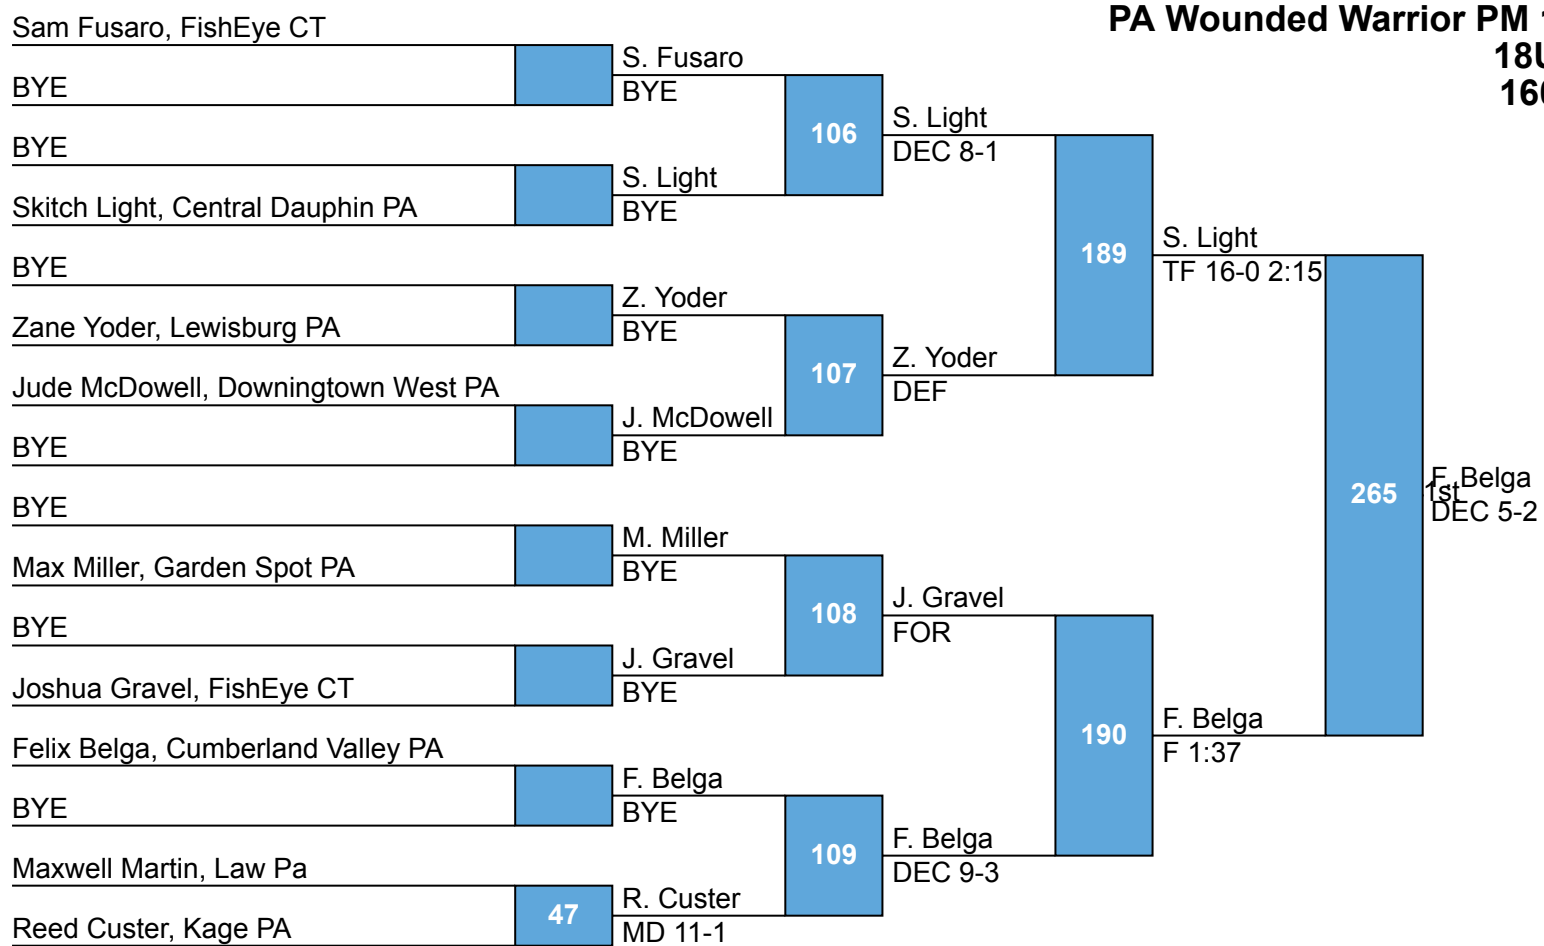 PA Wounded Warrior PM
18U
Sam Fusaro, FishEye CT
BYE
BYE
Skitch Light, Central Dauphin PA
BYE
Zane Yoder, Lewisburg PA
Jude McDowell, Downingtown West PA
BYE
BYE
Max Miller, Garden Spot PA
BYE
Joshua Gravel, FishEye CT
Felix Belga, Cumberland Valley PA
BYE
Maxwell Martin, Law Pa
Reed Custer, Kage PA
47
S. Fusaro
BYE
S. Light
BYE
Z. Yoder
BYE
J. McDowell
BYE
M. Miller
BYE
J. Gravel
BYE
F. Belga
BYE
R. Custer
MD 11-1
106
107
108
109
S. Light
DEC 8-1
Z. Yoder
DEF
J. Gravel
FOR
F. Belga
DEC 9-3
189
190
S. Light
TF 16-0 2:15
F. Belga
F 1:37
265
1st
F. Belga
DEC 5-2